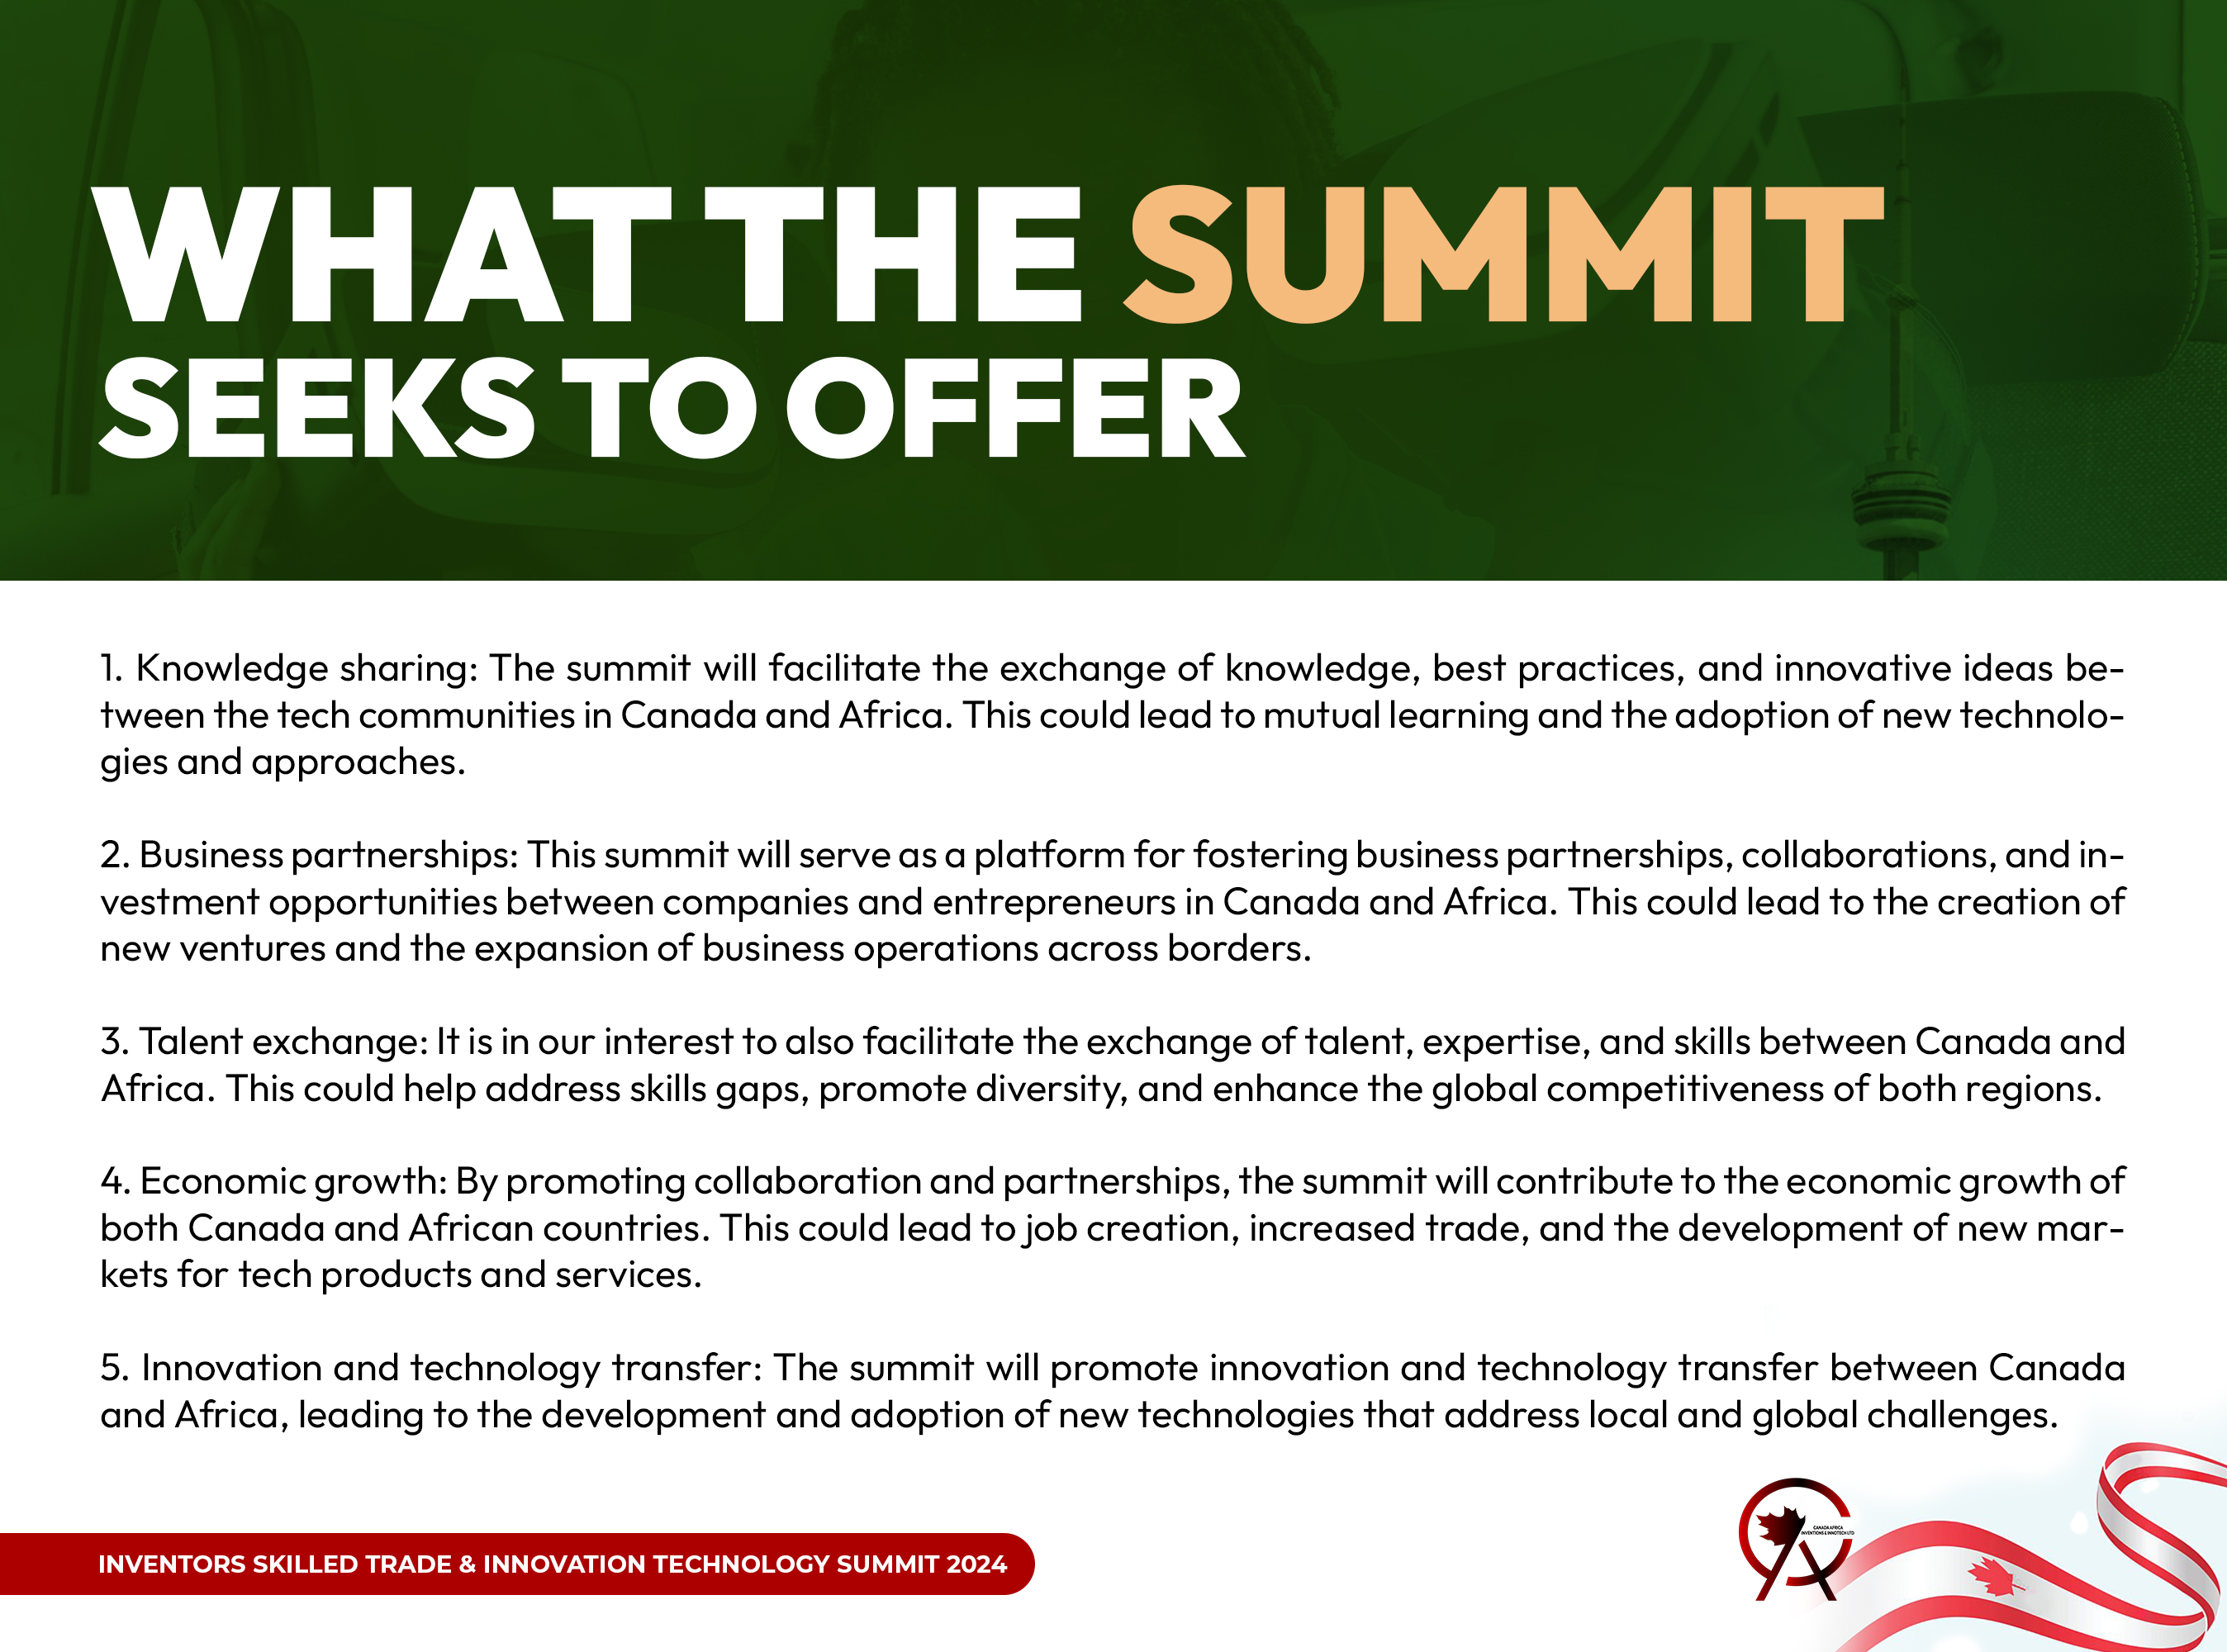 WHAT THE SUMMIT
SEEKS TO OFFER
1. Knowledge sharing: The summit will facilitate the exchange of knowledge, best practices, and innovative ideas be-
tween the tech communities in Canada and Africa. This could lead to mutual learning and the adoption of new technolo-
gies and approaches.
2. Business partnerships: This summit will serve as a platform for fostering business partnerships, collaborations, and in-
vestment opportunities between companies and entrepreneurs in Canada and Africa. This could lead to the creation of
new ventures and the expansion of business operations across borders.
3. Talent exchange: It is in our interest to also facilitate the exchange of talent, expertise, and skills between Canada and
Africa. This could help address skills gaps, promote diversity, and enhance the global competitiveness of both regions.
4. Economic growth: By promoting collaboration and partnerships, the summit will contribute to the economic growth of
both Canada and African countries. This could lead to job creation, increased trade, and the development of new mar-
kets for tech products and services.
5. Innovation and technology transfer: The summit will promote innovation and technology transfer between Canada
and Africa, leading to the development and adoption of new technologies that address local and global challenges.
CANADA AFRICA
INVENTIONS & INNOTECH LTD
INVENTORS SKILLED TRADE & INNOVATION TECHNOLOGY SUMMIT 2024